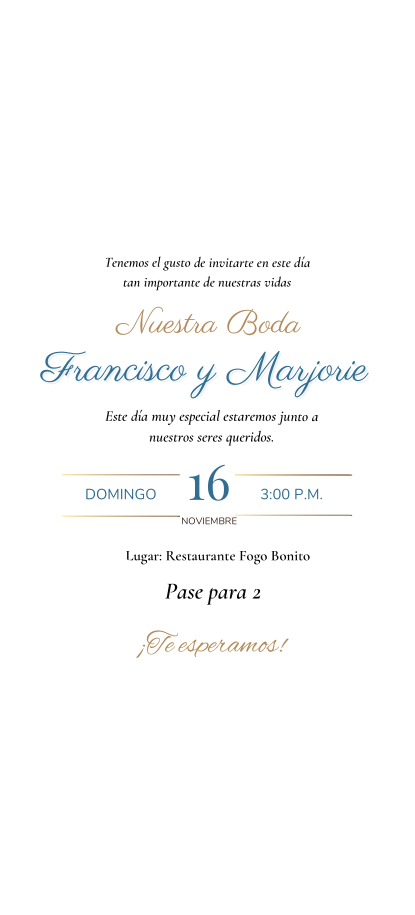 Tenemos el gusto de invitarte en este día
tan importante de nuestras vidas
Nuestra Boda
Francisco y Marjorie
Este día muy especial estaremos junto a
nuestros seres queridos.
DOMINGO 16 3:00 P.M.
NOVIEMBRE
Lugar: Restaurante Fogo Bonito
Pase para 2
¡Te esperamos!